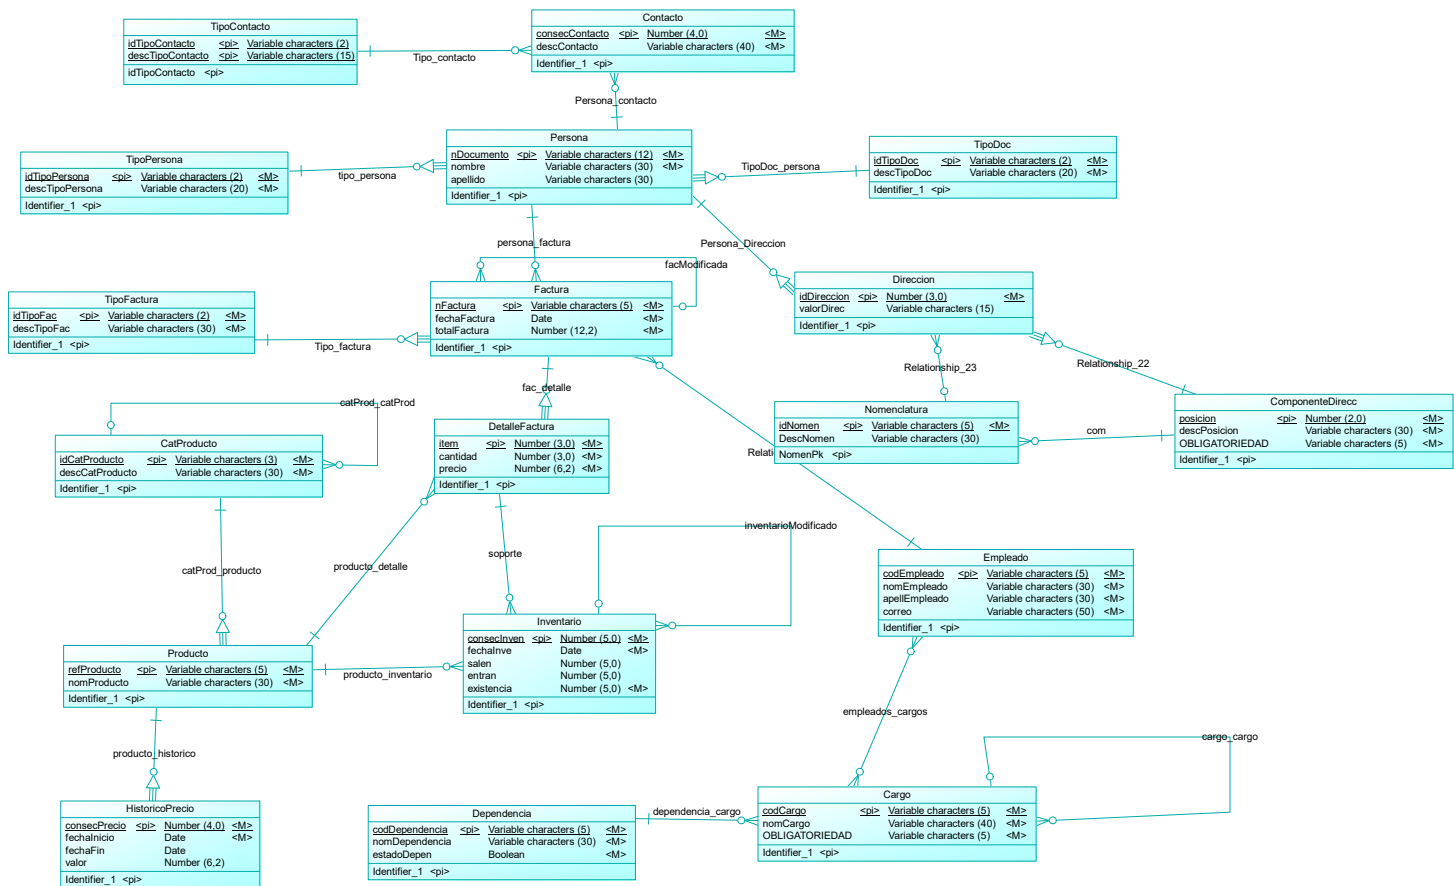 TipoContacto
idTipoContacto <pi> Variable characters (2)
descTipoContacto <pi> Variable characters (15)
idTipoContacto <pi>
Tipo_contacto
Contacto
consecContacto <pi> Number (4,0) <M>
descContacto Variable characters (40) <M>
Identifier_1 <pi>
Persona_contacto
TipoPersona
idTipoPersona <pi> Variable characters (2) <M>
descTipoPersona Variable characters (20) <M>
Identifier_1 <pi>
tipo_persona
Persona
nDocumento <pi> Variable characters (12) <M>
nombre Variable characters (30) <M>
apellido Variable characters (30)
Identifier_1 <pi>
TipoDoc_persona
TipoDoc
idTipoDoc <pi> Variable characters (2) <M>
descTipoDoc Variable characters (20) <M>
Identifier_1 <pi>
persona_factura
Persona_Direccion
facModificada
TipoFactura
idTipoFac <pi> Variable characters (2) <M>
descTipoFac Variable characters (30) <M>
Identifier_1 <pi>
Tipo_factura
Factura
nFactura <pi> Variable characters (5) <M>
fechaFactura Date <M>
totalFactura Number (12,2) <M>
Identifier_1 <pi>
Direccion
idDireccion <pi> Number (3,0) <M>
valorDirec Variable characters (15)
Identifier_1 <pi>
Relationship_23
Relationship_22
fac_detalle
catProd_catProd
CatProducto
idCatProducto <pi> Variable characters (3) <M>
descCatProducto Variable characters (30) <M>
Identifier_1 <pi>
DetalleFactura
item <pi> Number (3,0) <M>
cantidad Number (3,0) <M>
precio Number (6,2) <M>
Identifier_1 <pi>
Nomenclatura
idNomen <pi> Variable characters (5) <M>
DescNomen Variable characters (30)
NomenPk <pi>
Relati
com
ComponenteDirecc
posicion <pi> Number (2,0) <M>
descPosicion Variable characters (30) <M>
OBLIGATORIEDAD Variable characters (5) <M>
Identifier_1 <pi>
catProd_producto
producto_detalle
soporte
inventarioModificado
Empleado
codEmpleado <pi> Variable characters (5) <M>
nomEmpleado Variable characters (30) <M>
apellEmpleado Variable characters (30) <M>
correo Variable characters (50) <M>
Identifier_1 <pi>
Producto
refProducto <pi> Variable characters (5) <M>
nomProducto Variable characters (30) <M>
Identifier_1 <pi>
producto_inventario
Inventario
consecInven <pi> Number (5,0) <M>
fechaInve Date <M>
salen Number (5,0)
entran Number (5,0)
existencia Number (5,0) <M>
Identifier_1 <pi>
producto_historico
empleados_cargos
cargo_cargo
HistoricoPrecio
consecPrecio <pi> Number (4,0) <M>
fechaInicio Date <M>
fechaFin Date
valor Number (6,2)
Identifier_1 <pi>
Dependencia
codDependencia <pi> Variable characters (5) <M>
nomDependencia Variable characters (30) <M>
estadoDepen Boolean <M>
Identifier_1 <pi>
dependencia_cargo
Cargo
codCargo <pi> Variable characters (5) <M>
nomCargo Variable characters (40) <M>
OBLIGATORIEDAD Variable characters (5) <M>
Identifier_1 <pi>